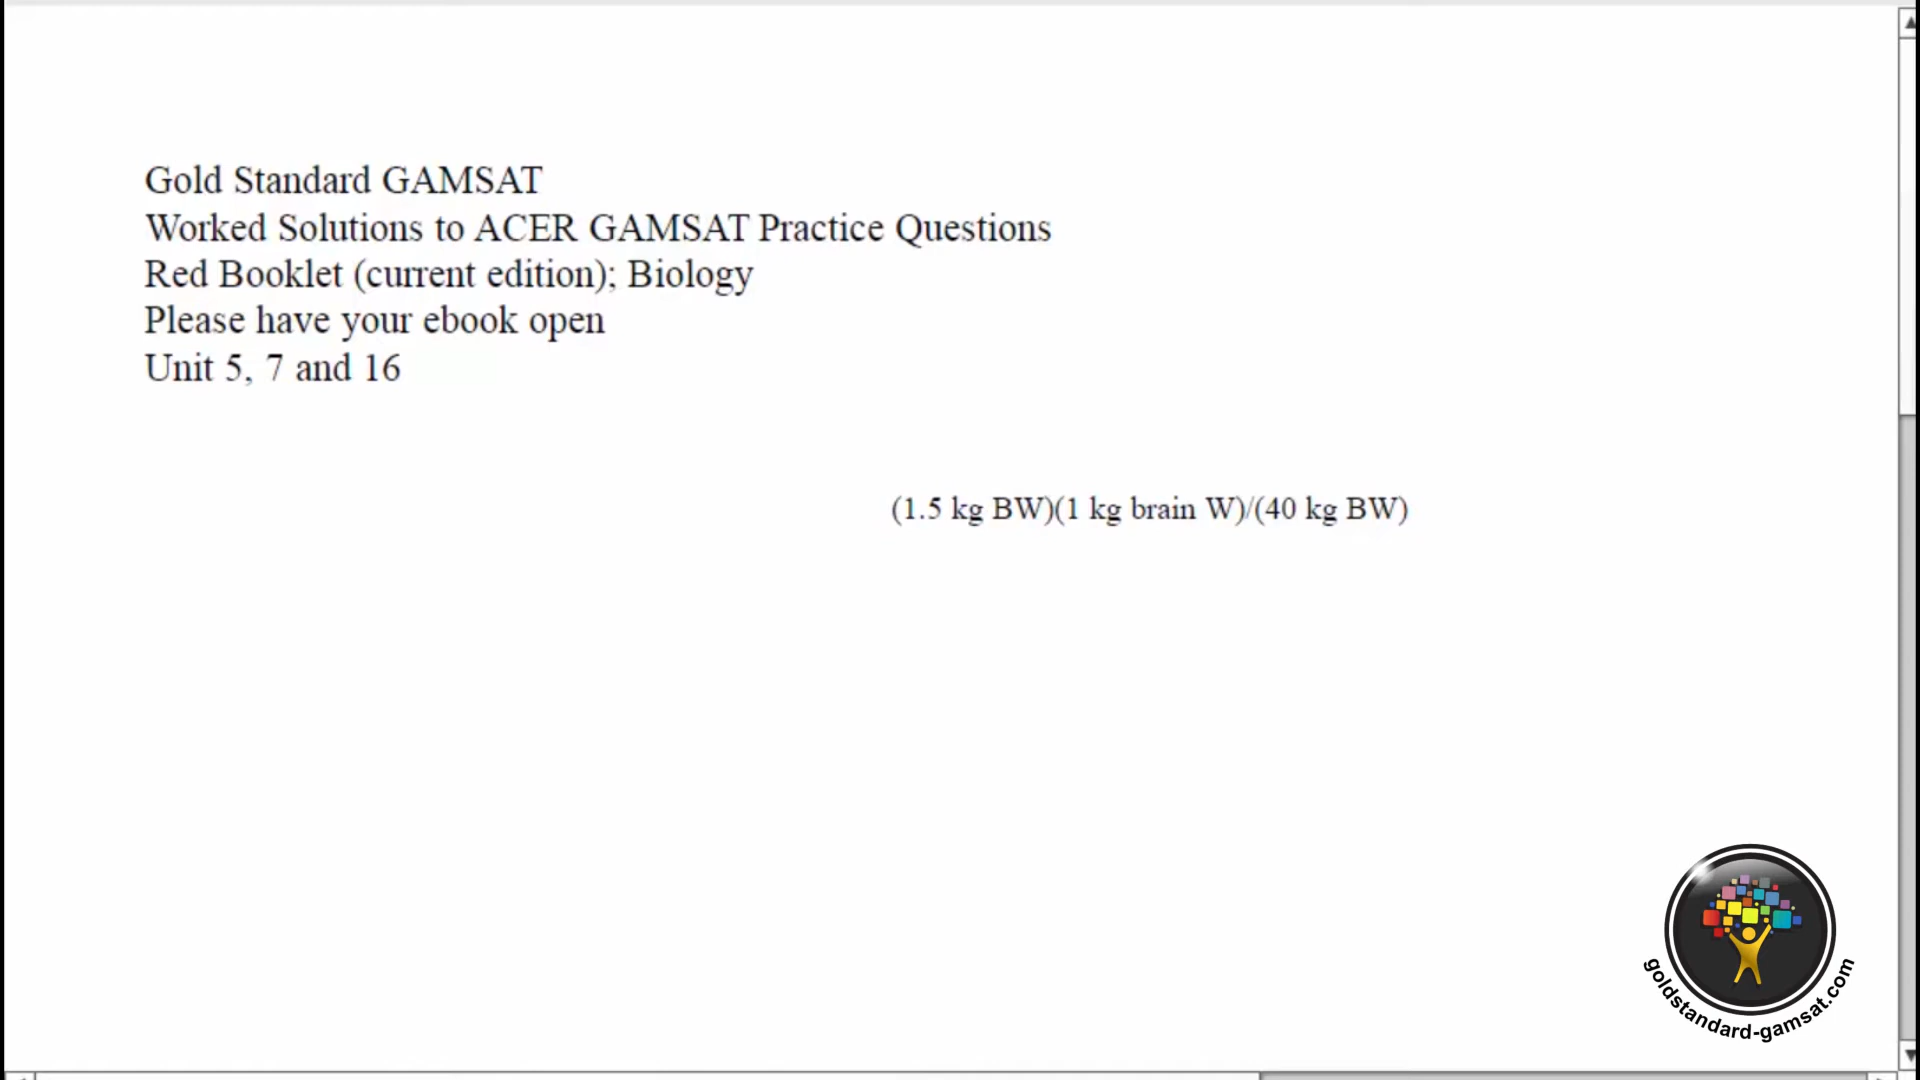 Gold Standard GAMSAT
Worked Solutions to ACER GAMSAT Practice Questions
Red Booklet (current edition); Biology
Please have your ebook open
Unit 5, 7 and 16
(1.5 kg BW)(1 kg brain W)/(40 kg BW)
goldstandard-gamsat.com